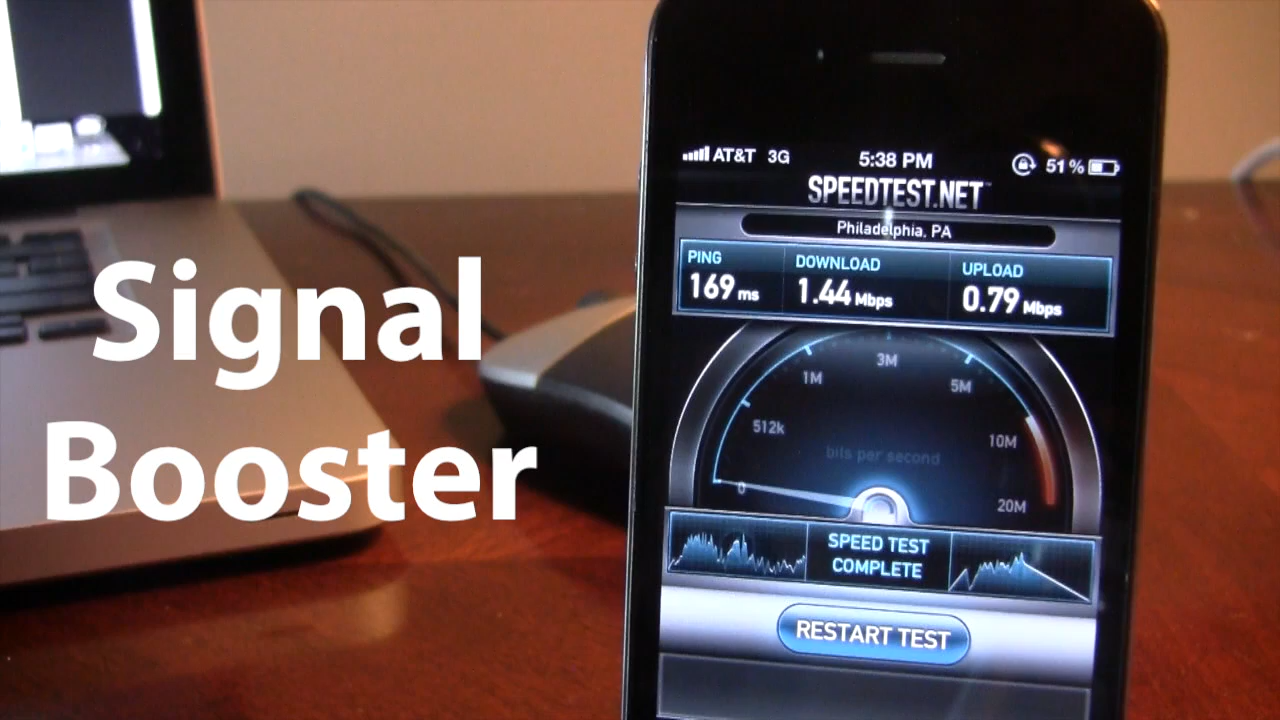 Signal
Booster
AT&T 3G 5:38 PM 51%
SPEEDTEST.NET™
Philadelphia, PA
PING DOWNLOAD UPLOAD
169 ms 1.44 Mbps 0.79 Mbps
3M
1M 5M
512k 10M
bits per second
0 20M
SPEED TEST
COMPLETE
RESTART TEST